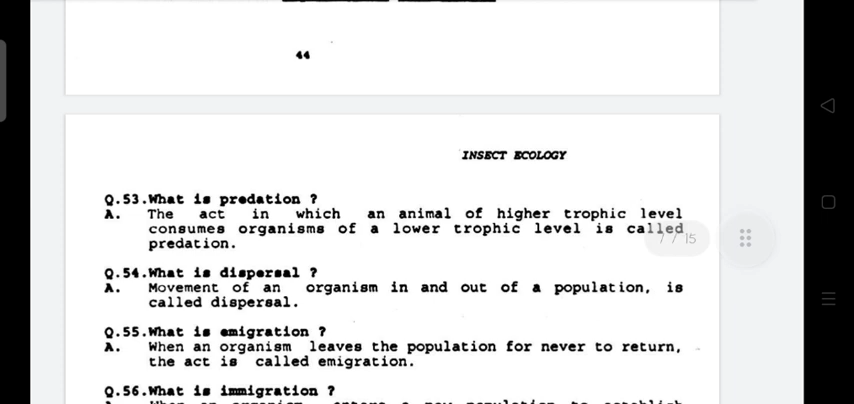 44
INSECT ECOLOGY
Q.53.What is predation ?
A. The act in which an animal of higher trophic level
consumes organisms of a lower trophic level is called
predation.
7 / 15
Q.54.What is dispersal ?
A. Movement of an organism in and out of a population, is
called dispersal.
Q.55.What is emigration ?
A. When an organism leaves the population for never to return,
the act is called emigration.
Q.56.What is immigration ?